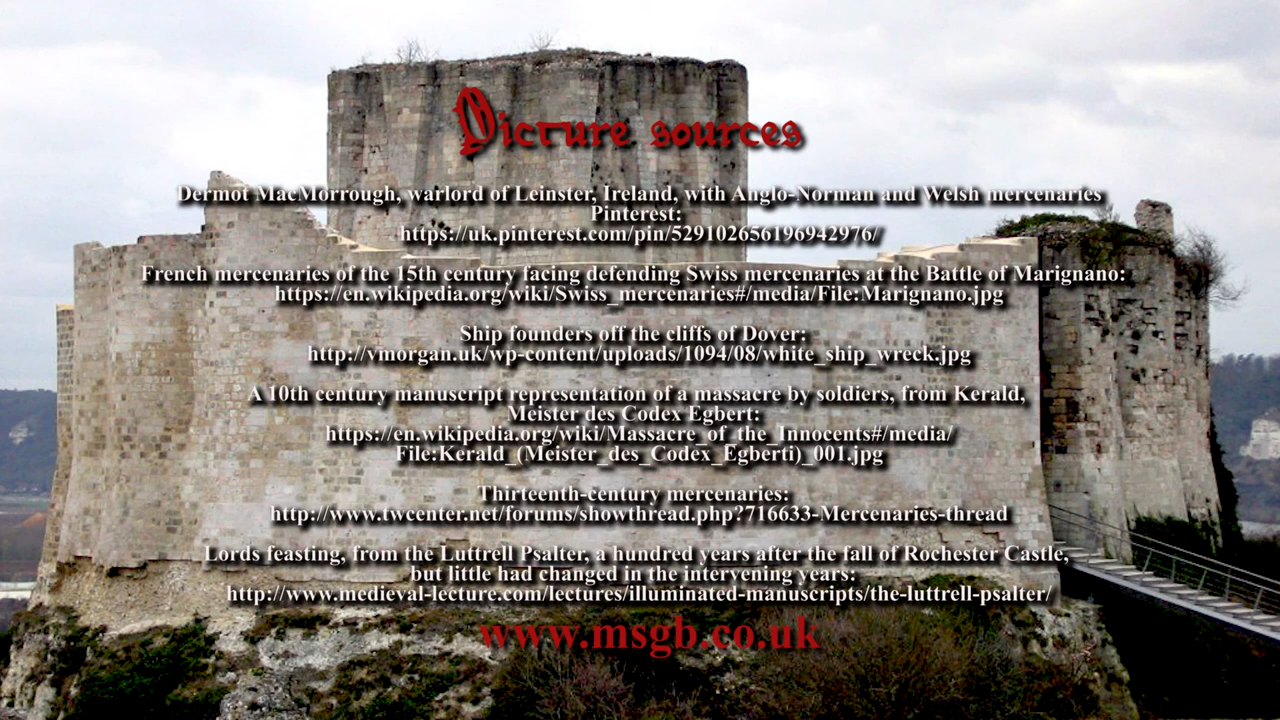 Picture sources
Dermot MacMorrough, warlord of Leinster, Ireland, with Anglo-Norman and Welsh mercenaries
Pinterest:
https://uk.pinterest.com/pin/529102656196942976/
French mercenaries of the 15th century facing defending Swiss mercenaries at the Battle of Marignano:
https://en.wikipedia.org/wiki/Swiss_mercenaries#/media/File:Marignano.jpg
Ship founders off the cliffs of Dover:
http://vmorgan.uk/wp-content/uploads/1094/08/white_ship_wreck.jpg
A 10th century manuscript representation of a massacre by soldiers, from Kerald,
Meister des Codex Egbert:
https://en.wikipedia.org/wiki/Massacre_of_the_Innocents#/media/
File:Kerald_(Meister_des_Codex_Egberti)_001.jpg
Thirteenth-century mercenaries:
http://www.twcenter.net/forums/showthread.php?716633-Mercenaries-thread
Lords feasting, from the Luttrell Psalter, a hundred years after the fall of Rochester Castle,
but little had changed in the intervening years:
http://www.medieval-lecture.com/lectures/illuminated-manuscripts/the-luttrell-psalter/
www.msgb.co.uk